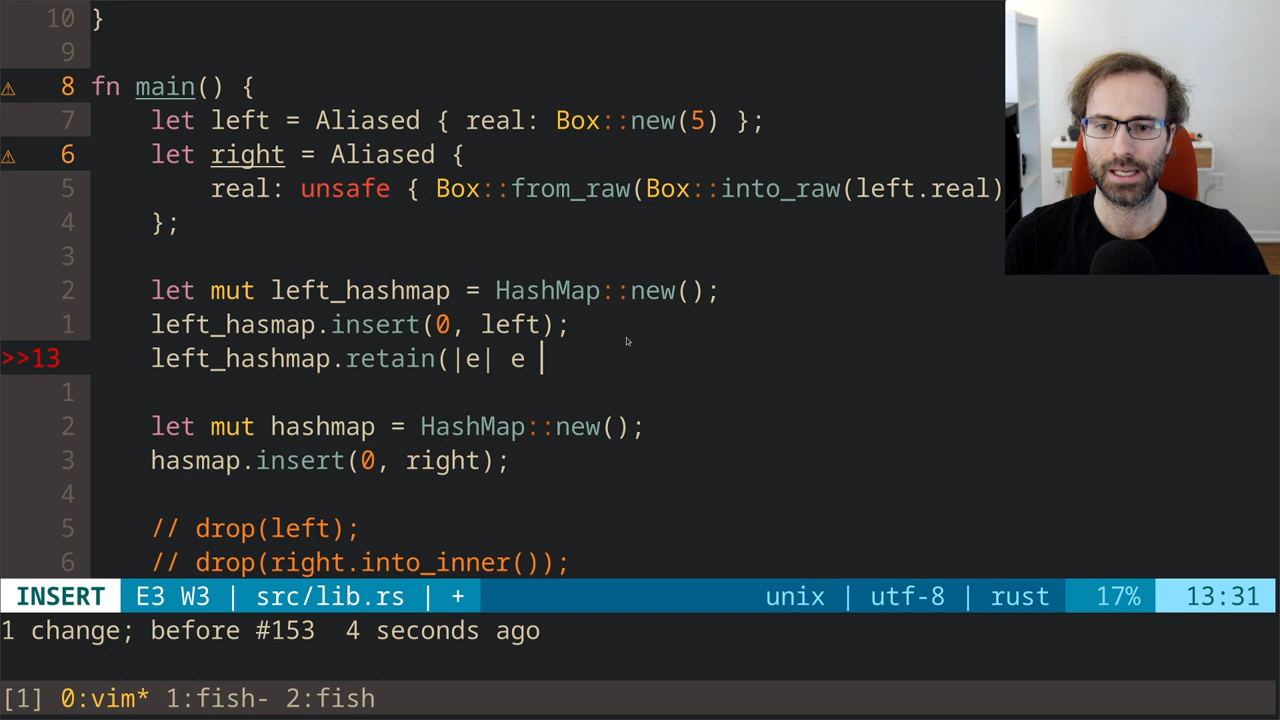 10 }
9
⚠ 8 fn main() {
7 let left = Aliased { real: Box::new(5) };
⚠ 6 let right = Aliased {
5 real: unsafe { Box::from_raw(Box::into_raw(left.real)
4 };
3
2 let mut left_hashmap = HashMap::new();
1 left_hasmap.insert(0, left);
>>13 left_hashmap.retain(|e| e
1
2 let mut hashmap = HashMap::new();
3 hasmap.insert(0, right);
4
5 // drop(left);
6 // drop(right.into_inner());
INSERT E3 W3 | src/lib.rs | + unix | utf-8 | rust 17% 13:31
1 change; before #153 4 seconds ago
[1] 0:vim* 1:fish- 2:fish